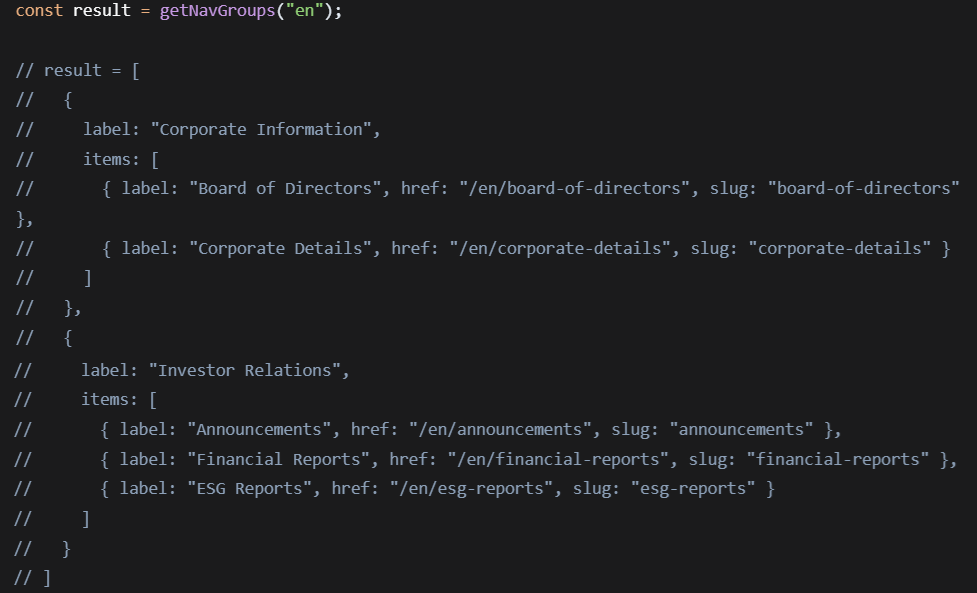 const result = getNavGroups("en");
// result = [
//   {
//     label: "Corporate Information",
//     items: [
//       { label: "Board of Directors", href: "/en/board-of-directors", slug: "board-of-directors"
},
//       { label: "Corporate Details", href: "/en/corporate-details", slug: "corporate-details" }
//     ]
//   },
//   {
//     label: "Investor Relations",
//     items: [
//       { label: "Announcements", href: "/en/announcements", slug: "announcements" },
//       { label: "Financial Reports", href: "/en/financial-reports", slug: "financial-reports" },
//       { label: "ESG Reports", href: "/en/esg-reports", slug: "esg-reports" }
//     ]
//   }
// ]